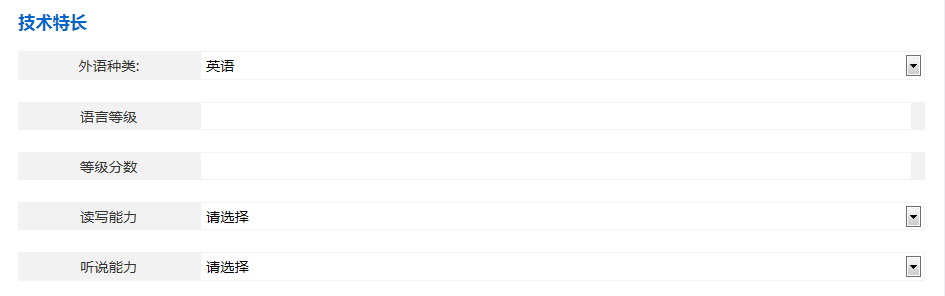 技术特长
外语种类: 英语
语言等级
等级分数
读写能力 请选择
听说能力 请选择